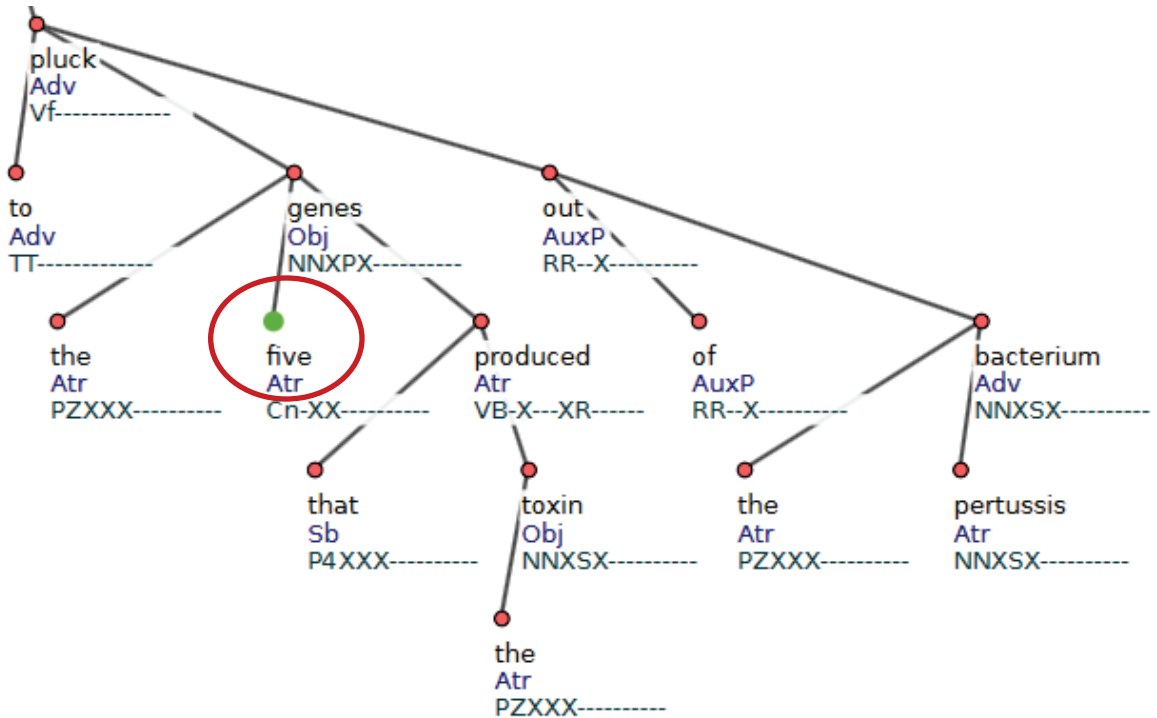 pluck
Adv
Vf-------------
to
Adv
TT-------------
genes
Obj
NNXPX----------
out
AuxP
RR--X----------
the
Atr
PZXXX----------
five
Atr
Cn-XX----------
produced
Atr
VB-X---XR------
of
AuxP
RR--X----------
bacterium
Adv
NNXSX----------
that
Sb
P4XXX----------
toxin
Obj
NNXSX----------
the
Atr
PZXXX----------
pertussis
Atr
NNXSX----------
the
Atr
PZXXX----------